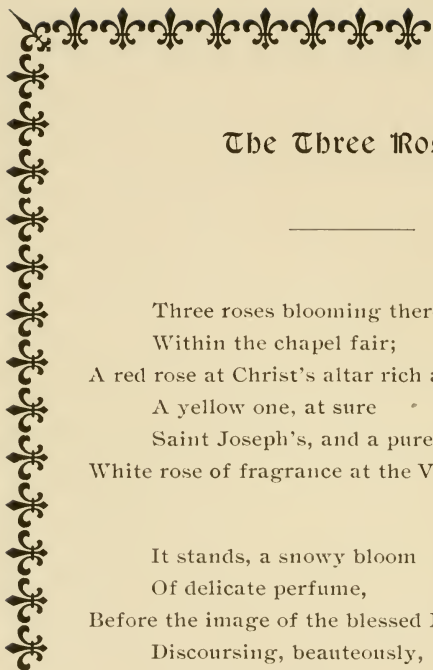 The Three
Three roses blooming
Within the chapel fair;
A red rose at Christ's altar rich
A yellow one, at sure
Saint Joseph's, and a pure
White rose of fragrance at the
It stands, a snowy bloom
Of delicate perfume,
Before the image of the blessed
Discoursing, beauteously,